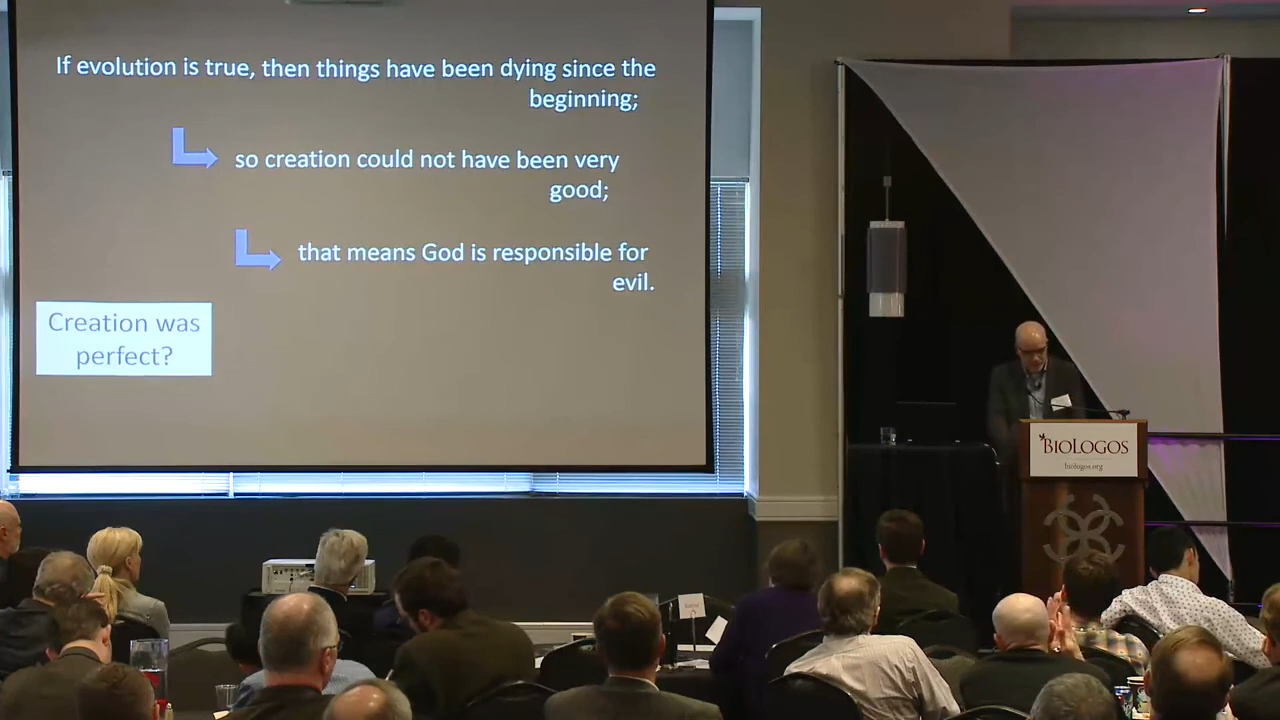 If evolution is true, then things have been dying since the
beginning;
so creation could not have been very
good;
that means God is responsible for
evil.
Creation was
perfect?
BIOLOGOS
biologos.org